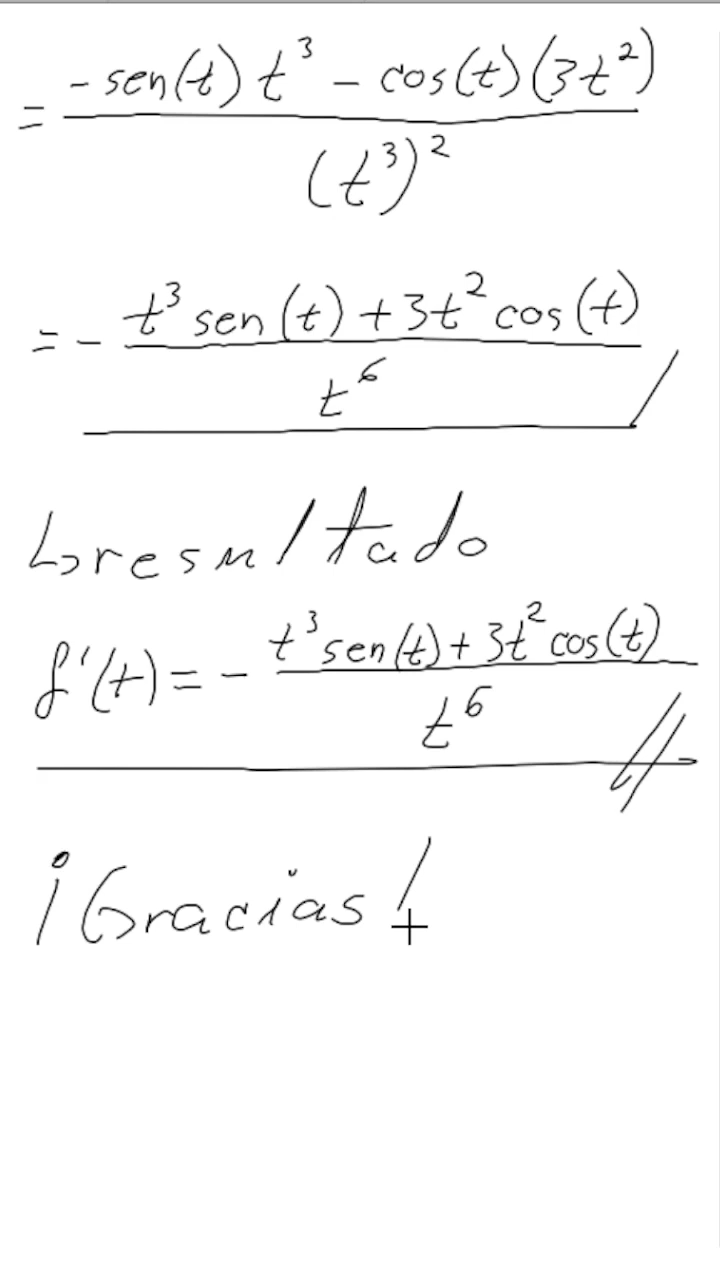 = -sen(t) t³ - cos(t)(3t²)
(t³)²
= - t³ sen(t) + 3t² cos(t)
t⁶
↳ resultado
f'(t) = - t³ sen(t) + 3t² cos(t)
t⁶
¡Gracias!